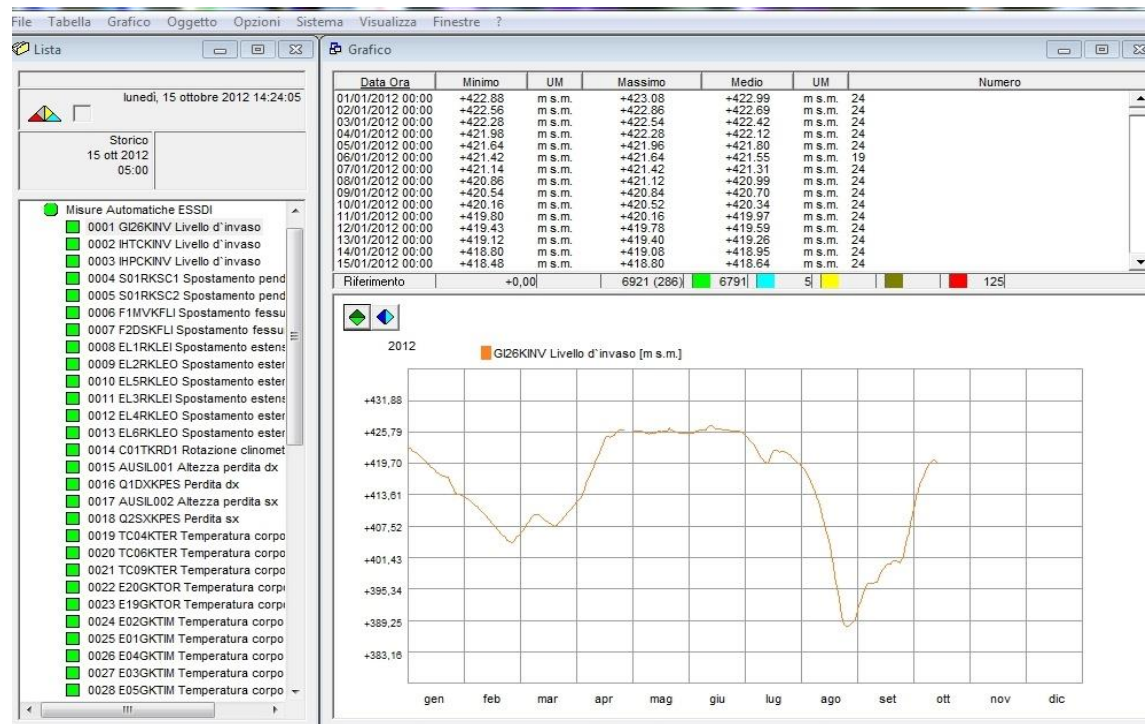 File Tabella Grafico Oggetto Opzioni Sistema Visualizza Finestre ?
Lista
lunedì, 15 ottobre 2012 14:24:05
Storico
15 ott 2012
05:00
Misure Automatiche ESSDI
0001 GI26KINV Livello d`invaso
0002 IHTCKINV Livello d`invaso
0003 IHPCKINV Livello d`invaso
0004 S01RKSC1 Spostamento pend
0005 S01RKSC2 Spostamento pend
0006 F1MVKFLI Spostamento fessu
0007 F2DSKFLI Spostamento fessu
0008 EL1RKLEI Spostamento estens
0009 EL2RKLEO Spostamento ester
0010 EL5RKLEO Spostamento ester
0011 EL3RKLEI Spostamento estens
0012 EL4RKLEO Spostamento ester
0013 EL6RKLEO Spostamento ester
0014 C01TKRD1 Rotazione clinomet
0015 AUSIL001 Altezza perdita dx
0016 Q1DXKPES Perdita dx
0017 AUSIL002 Altezza perdita sx
0018 Q2SXKPES Perdita sx
0019 TC04KTER Temperatura corpo
0020 TC06KTER Temperatura corpo
0021 TC09KTER Temperatura corpo
0022 E20GKTOR Temperatura corp
0023 E19GKTOR Temperatura corp
0024 E02GKTIM Temperatura corpo
0025 E01GKTIM Temperatura corpo
0026 E04GKTIM Temperatura corpo
0027 E03GKTIM Temperatura corpo
0028 E05GKTIM Temperatura corpo
Grafico
Data Ora Minimo UM Massimo Medio UM Numero
01/01/2012 00:00 +422.88 m s.m. +423.08 +422.99 m s.m. 24
02/01/2012 00:00 +422.56 m s.m. +422.86 +422.69 m s.m. 24
03/01/2012 00:00 +422.28 m s.m. +422.54 +422.42 m s.m. 24
04/01/2012 00:00 +421.98 m s.m. +422.28 +422.12 m s.m. 24
05/01/2012 00:00 +421.64 m s.m. +421.96 +421.80 m s.m. 24
06/01/2012 00:00 +421.42 m s.m. +421.64 +421.55 m s.m. 19
07/01/2012 00:00 +421.14 m s.m. +421.42 +421.31 m s.m. 24
08/01/2012 00:00 +420.86 m s.m. +421.12 +420.99 m s.m. 24
09/01/2012 00:00 +420.54 m s.m. +420.84 +420.70 m s.m. 24
10/01/2012 00:00 +420.16 m s.m. +420.52 +420.34 m s.m. 24
11/01/2012 00:00 +419.80 m s.m. +420.16 +419.97 m s.m. 24
12/01/2012 00:00 +419.43 m s.m. +419.78 +419.59 m s.m. 24
13/01/2012 00:00 +419.12 m s.m. +419.40 +419.26 m s.m. 24
14/01/2012 00:00 +418.80 m s.m. +419.08 +418.95 m s.m. 24
15/01/2012 00:00 +418.48 m s.m. +418.80 +418.64 m s.m. 24
Riferimento +0,00 6921 (286) 6791 5 125
2012
GI26KINV Livello d`invaso [m s.m.]
+431,88
+425,79
+419,70
+413,61
+407,52
+401,43
+395,34
+389,25
+383,16
gen feb mar apr mag giu lug ago set ott nov dic